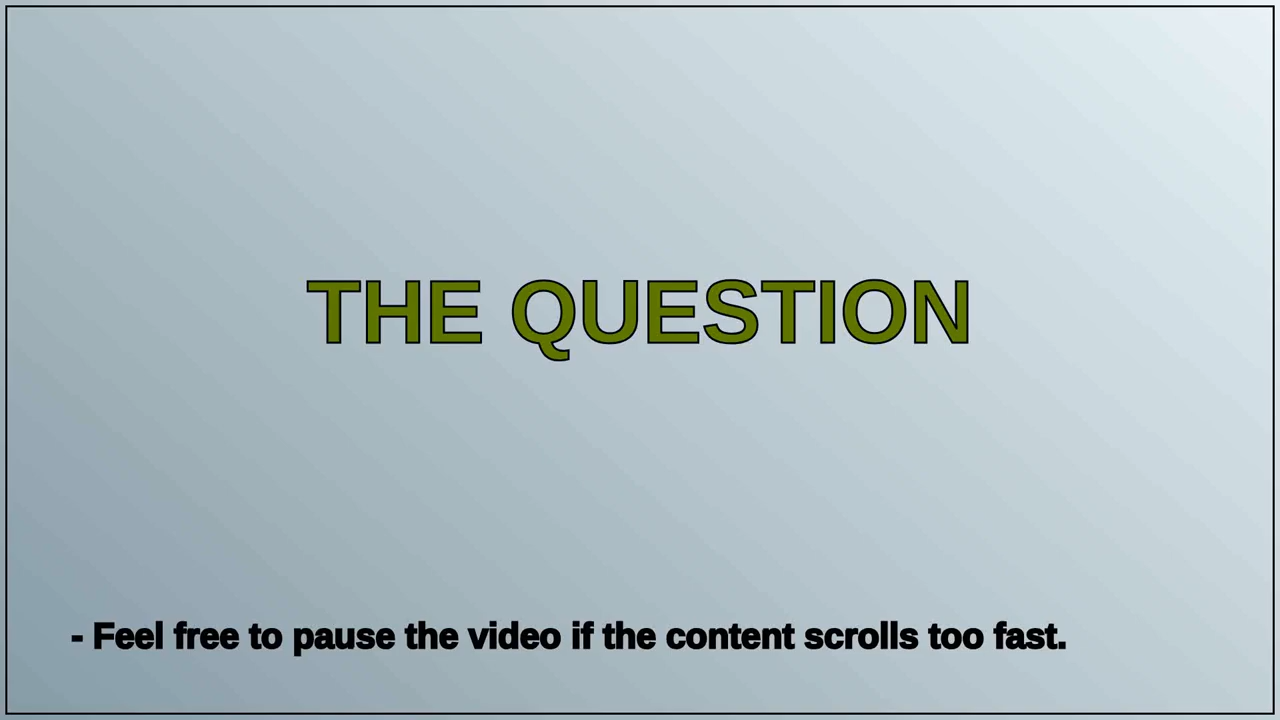 THE QUESTION
- Feel free to pause the video if the content scrolls too fast.